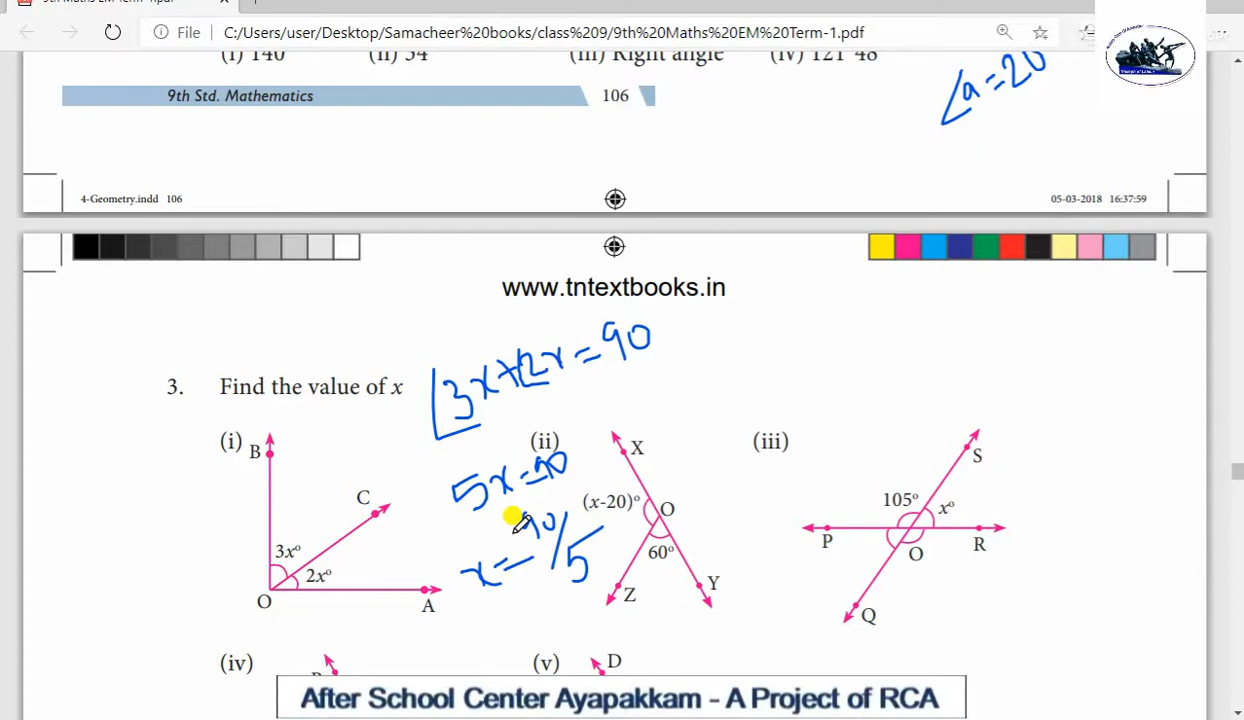 File C:/Users/user/Desktop/Samacheer%20books/class%209/9th%20Maths%20EM%20Term-1.pdf
(i) 140° (ii) 54° (iii) Right angle (iv) 121°48'
∠a=20
9th Std. Mathematics 106
4-Geometry.indd 106 05-03-2018 16:37:59
www.tntextbooks.in
∠3x+∠2x=90
3. Find the value of x
(i) B C 3x° 2x° O A
5x=90
x=90/5
(ii) X (x-20)° O 60° Z Y
(iii) S 105° x° P O R Q
(iv)
(v) D
After School Center Ayapakkam - A Project of RCA